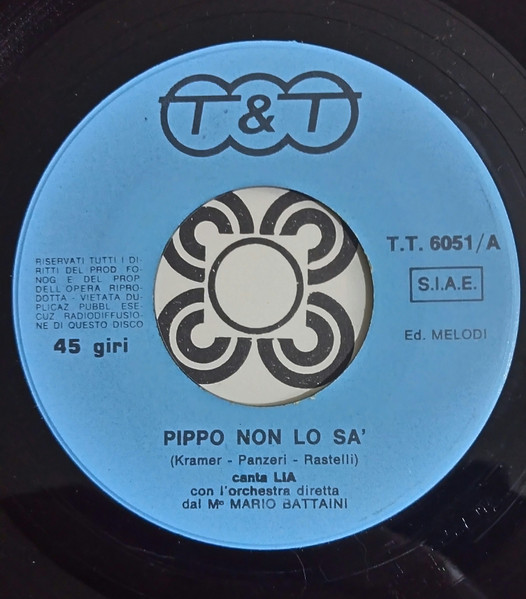 T & T
T.T. 6051/A
S.I.A.E.
Ed. MELODI
RISERVATI TUTTI I DI-
RITTI DEL PROD FO-
NOG E DEL PROP
DELL'OPERA RIPRO-
DOTTA - VIETATA DU-
PLICAZ PUBBL ESE-
CUZ RADIODIFFUSIO-
NE DI QUESTO DISCO
45 giri
PIPPO NON LO SA'
(Kramer - Panzeri - Rastelli)
canta LIA
con l'orchestra diretta
dal Mº MARIO BATTAINI